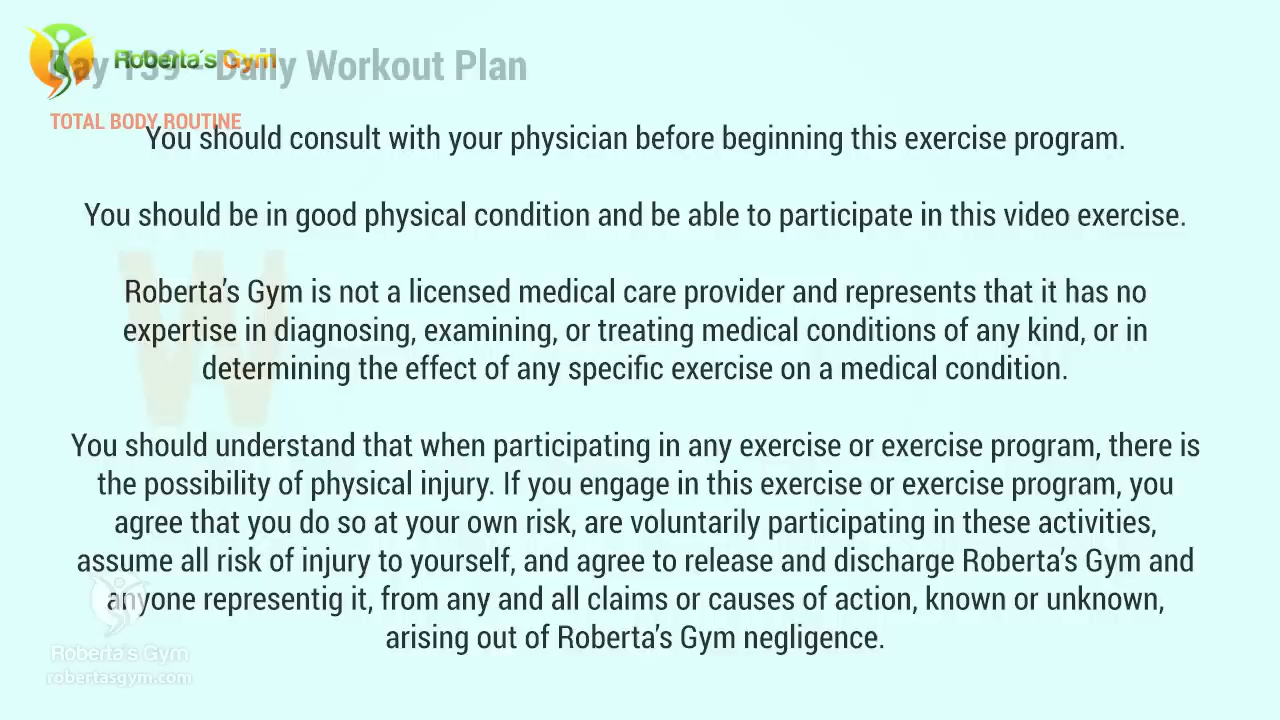 Roberta's Gym
Day 139 - Daily Workout Plan
TOTAL BODY ROUTINE
You should consult with your physician before beginning this exercise program.
You should be in good physical condition and be able to participate in this video exercise.
Roberta's Gym is not a licensed medical care provider and represents that it has no
expertise in diagnosing, examining, or treating medical conditions of any kind, or in
determining the effect of any specific exercise on a medical condition.
You should understand that when participating in any exercise or exercise program, there is
the possibility of physical injury. If you engage in this exercise or exercise program, you
agree that you do so at your own risk, are voluntarily participating in these activities,
assume all risk of injury to yourself, and agree to release and discharge Roberta's Gym and
anyone representig it, from any and all claims or causes of action, known or unknown,
arising out of Roberta's Gym negligence.
W
Roberta's Gym
robertasgym.com